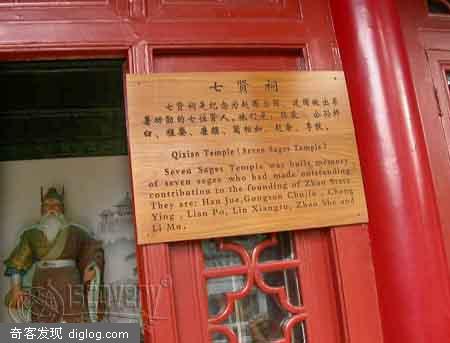 七贤祠
七贤祠是纪念为赵国立国、建国做出卓
著功勋的七位贤人，他们是：韩厥、公孙杵
臼、程婴、廉颇、蔺相如、赵奢、李牧。
Qixian Temple (Seven Sages Temple)
Seven Sages Temple was built memory
of seven sages who had made outstanding
contribution to the founding of Zhao State
They are: Han Jue, Gongsun Chujiu, Cheng
Ying, Lian Po, Lin Xiangru, Zhao She and
Li Mu.
奇客发现 diglog.com